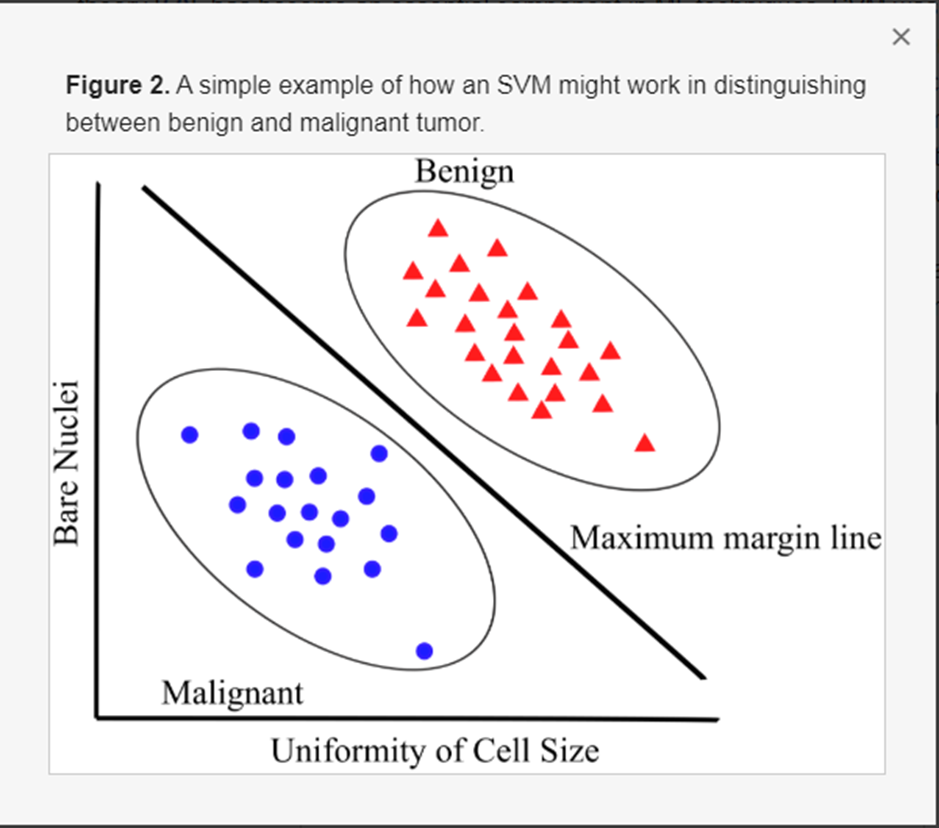 Figure 2. A simple example of how an SVM might work in distinguishing
between benign and malignant tumor.
Benign
Bare Nuclei
Maximum margin line
Malignant
Uniformity of Cell Size